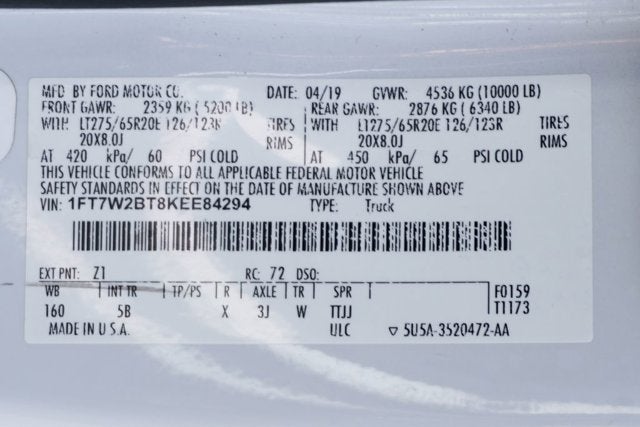 MFD BY FORD MOTOR CO. DATE: 04/19 GVWR: 4536 KG (10000 LB)
FRONT GAWR: 2359 KG ( 5200 LB) REAR GAWR: 2876 KG ( 6340 LB)
WITH LT275/65R20E 126/123R TIRES WITH LT275/65R20E 126/123R TIRES
20X8.0J RIMS 20X8.0J RIMS
AT 420 kPa/ 60 PSI COLD AT 450 kPa/ 65 PSI COLD
THIS VEHICLE CONFORMS TO ALL APPLICABLE FEDERAL MOTOR VEHICLE
SAFETY STANDARDS IN EFFECT ON THE DATE OF MANUFACTURE SHOWN ABOVE
VIN: 1FT7W2BT8KEE84294 TYPE: Truck
EXT PNT: Z1 RC: 72 DSO:
WB INT TR TP/PS R AXLE TR SPR F0159
160 5B X 3J W TTJJ T1173
MADE IN U.S.A. ULC ▽ 5U5A-3520472-AA